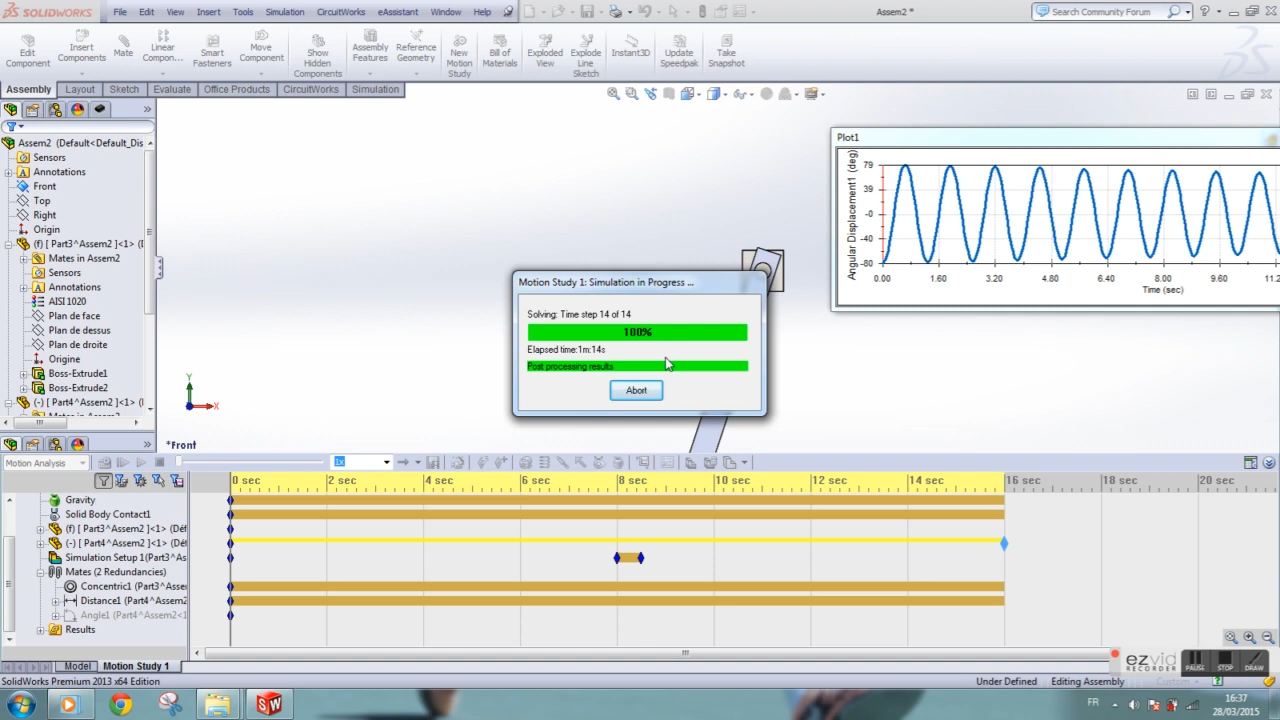 SOLIDWORKS File Edit View Insert Tools Simulation CircuitWorks eAssistant Window Help Assem2 * Search Community Forum
Edit Component
Insert Components
Mate
Linear Compon...
Smart Fasteners
Move Component
Show Hidden Components
Assembly Features
Reference Geometry
New Motion Study
Bill of Materials
Exploded View
Explode Line Sketch
Instant3D
Update Speedpak
Take Snapshot
Assembly Layout Sketch Evaluate Office Products CircuitWorks Simulation
Assem2 (Default<Default_Dis
Sensors
Annotations
Front
Top
Right
Origin
(f) [ Part3^Assem2 ]<1> (
Mates in Assem2
Sensors
Annotations
AISI 1020
Plan de face
Plan de dessus
Plan de droite
Origine
Boss-Extrude1
Boss-Extrude2
(-) [ Part4^Assem2 ]<1> (
Mates in Assem2
Plot1
Angular Displacement1 (deg)
79
39
-0
-40
-80
0.00 1.60 3.20 4.80 6.40 8.00 9.60 11.2
Time (sec)
Motion Study 1: Simulation in Progress ...
Solving: Time step 14 of 14
100%
Elapsed time:1m:14s
Post processing results
Abort
Y
X
*Front
Motion Analysis 1x
0 sec 2 sec 4 sec 6 sec 8 sec 10 sec 12 sec 14 sec 16 sec 18 sec 20 sec
Gravity
Solid Body Contact1
(f) [ Part3^Assem2 ]<1> (Déf
(-) [ Part4^Assem2 ]<1> (Déf
Simulation Setup 1(Part3^As
Mates (2 Redundancies)
Concentric1 (Part3^Assem
Distance1 (Part4^Assem2
Angle1 (Part4^Assem2<1
Results
Model Motion Study 1
ezvid
RECORDER
PAUSE STOP DRAW
SolidWorks Premium 2013 x64 Edition Under Defined Editing Assembly Custom
FR 16:37
28/03/2015